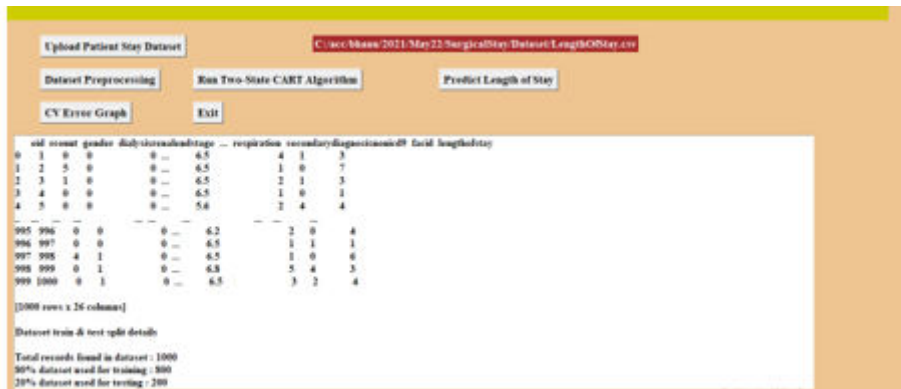 Upload Patient Stay Dataset
C:/acc/bhanu/2021/May22/SurgicalStay/Dataset/LengthOfStay.csv
Dataset Preprocessing Run Two-State CART Algorithm Predict Length of Stay
CV Error Graph Exit
eid rcount gender dialysisrenalendstage ... respiration secondarydiagnosisnonicd9 facid lengthofstay
0 1 0 0 0 ... 6.5 4 1 3
1 2 5 0 0 ... 6.5 1 0 7
2 3 1 0 0 ... 6.5 2 1 3
3 4 0 0 0 ... 6.5 1 0 1
4 5 0 0 0 ... 5.6 2 4 4
... ... ... ... ... ... ... ... ...
995 996 0 0 0 ... 6.2 2 0 4
996 997 0 0 0 ... 6.5 1 1 1
997 998 4 1 0 ... 6.5 1 0 6
998 999 0 1 0 ... 6.8 5 4 3
999 1000 0 1 0 ... 6.5 3 2 4
[1000 rows x 26 columns]
Dataset train & test split details
Total records found in dataset : 1000
80% dataset used for training : 800
20% dataset used for testing : 200